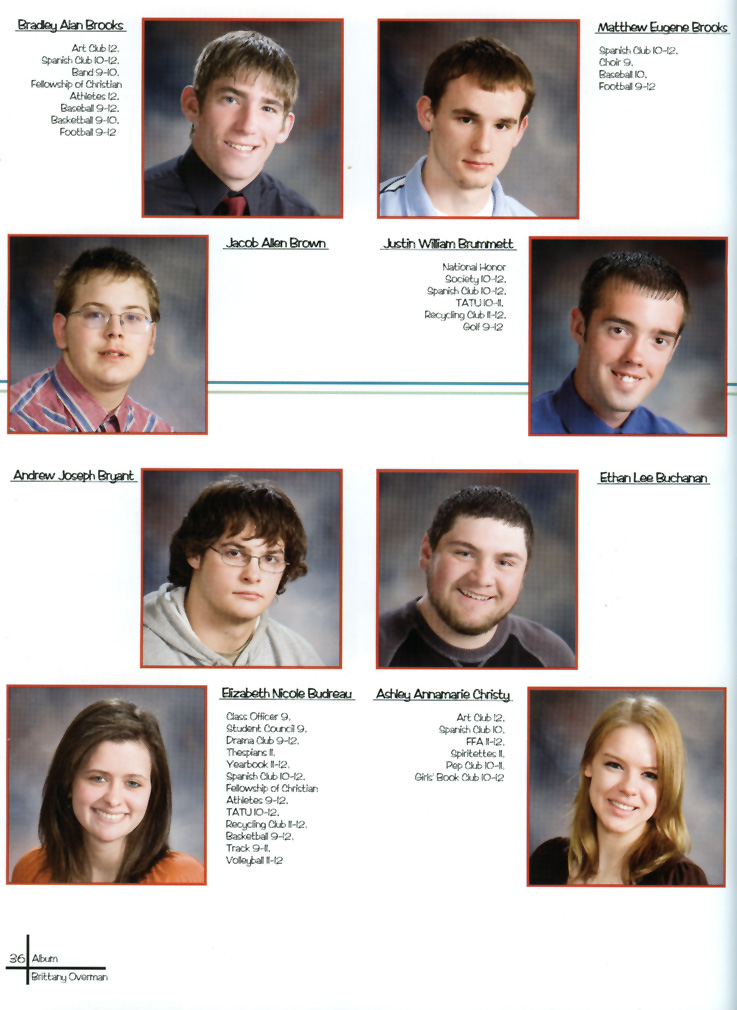 Bradley Alan Brooks
Art Club 12,
Spanish Club 10-12,
Band 9-10,
Fellowship of Christian
Athletes 12,
Baseball 9-12,
Basketball 9-10,
Football 9-12
Matthew Eugene Brooks
Spanish Club 10-12,
Choir 9,
Baseball 10,
Football 9-12
Jacob Allen Brown
Justin William Brummett
National Honor
Society 10-12,
Spanish Club 10-12,
TATU 10-11,
Recycling Club 11-12,
Golf 9-12
Andrew Joseph Bryant
Ethan Lee Buchanan
Elizabeth Nicole Budreau
Class Officer 9,
Student Council 9,
Drama Club 9-12,
Thespians 11,
Yearbook 11-12,
Spanish Club 10-12,
Fellowship of Christian
Athletes 9-12,
TATU 10-12,
Recycling Club 11-12,
Basketball 9-12,
Track 9-11,
Volleyball 11-12
Ashley Annamarie Christy
Art Club 12,
Spanish Club 10,
FFA 11-12,
Spiritettes 11,
Pep Club 10-11,
Girls' Book Club 10-12
36 Album
Brittany Overman